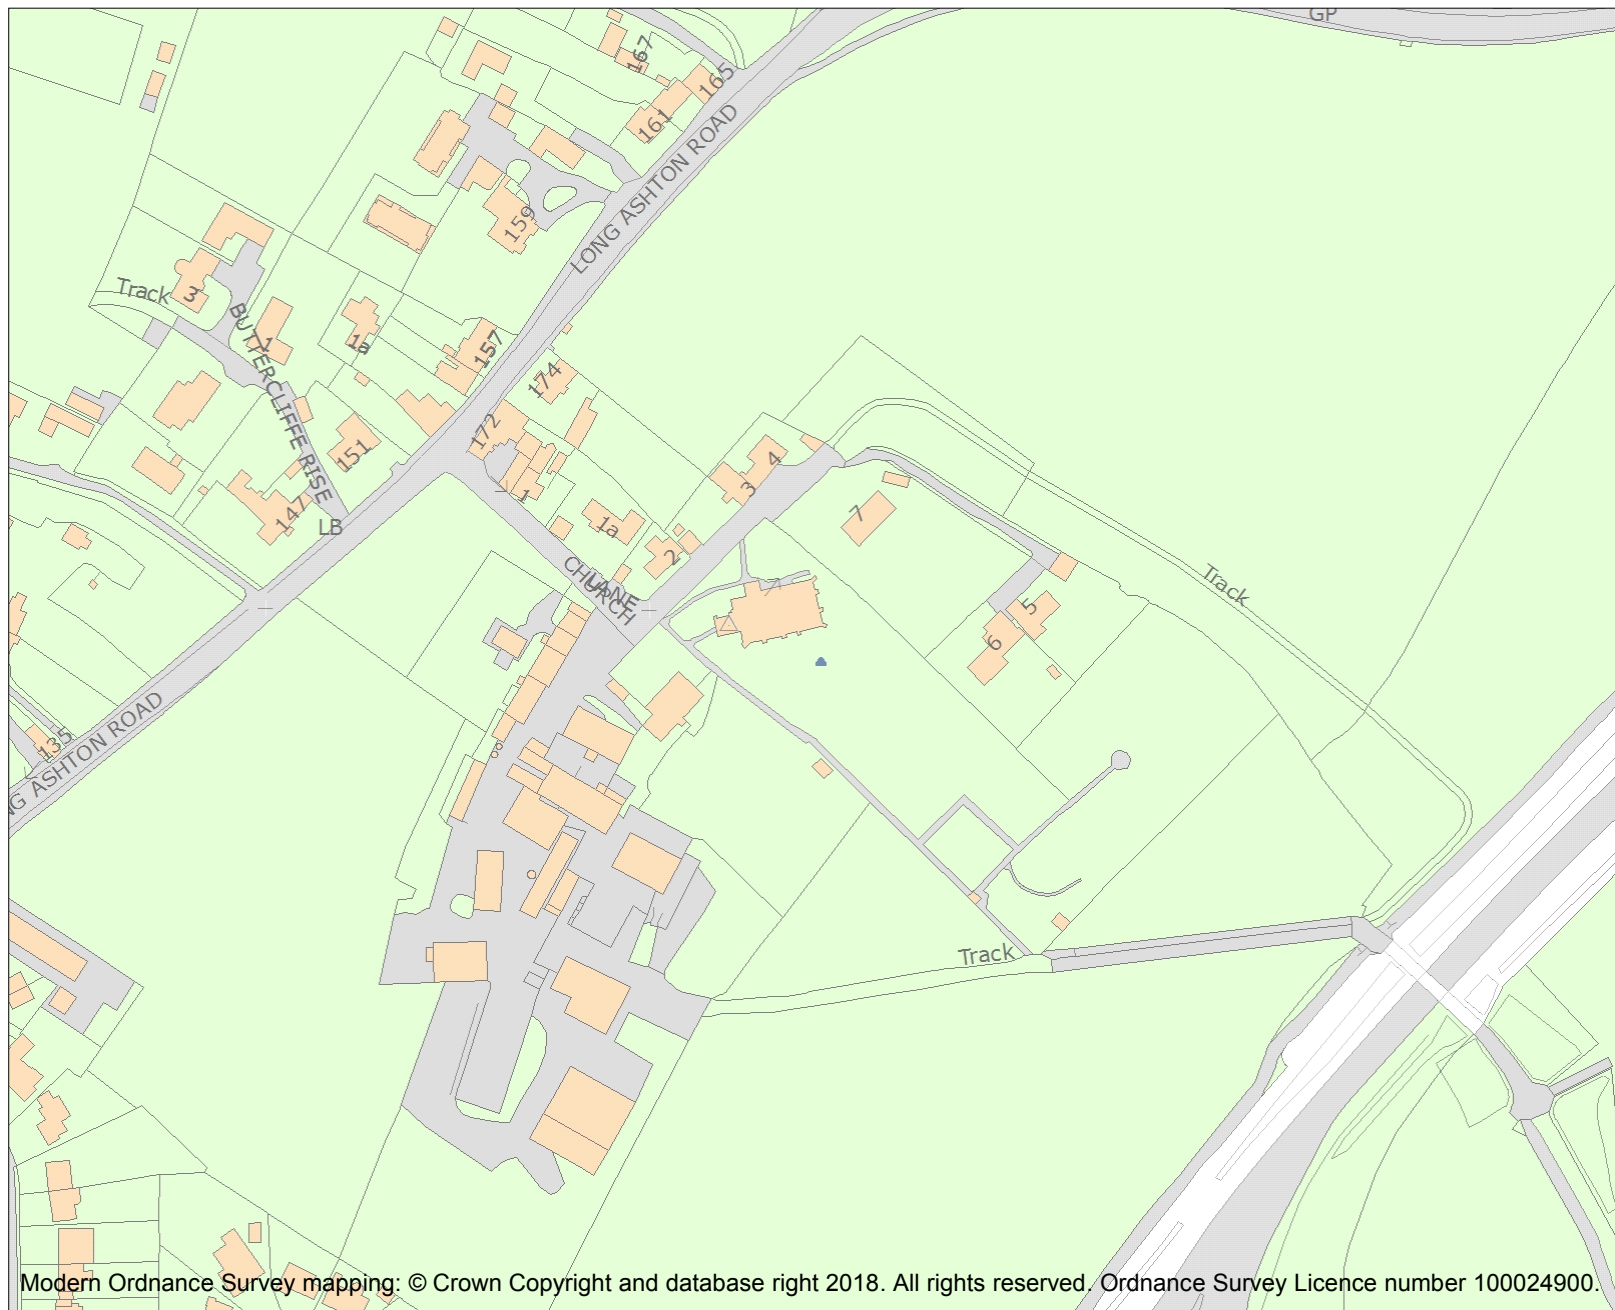 GP
167
165
161
LONG ASHTON ROAD
159
Track
3
BUTTERCLIFFE RISE
1a
157
174
172
151
4
3
1
147
7
1a
LB
2
CHURCH
LANE
Track
5
6
135
NG ASHTON ROAD
Track
Modern Ordnance Survey mapping: © Crown Copyright and database right 2018. All rights reserved. Ordnance Survey Licence number 100024900.